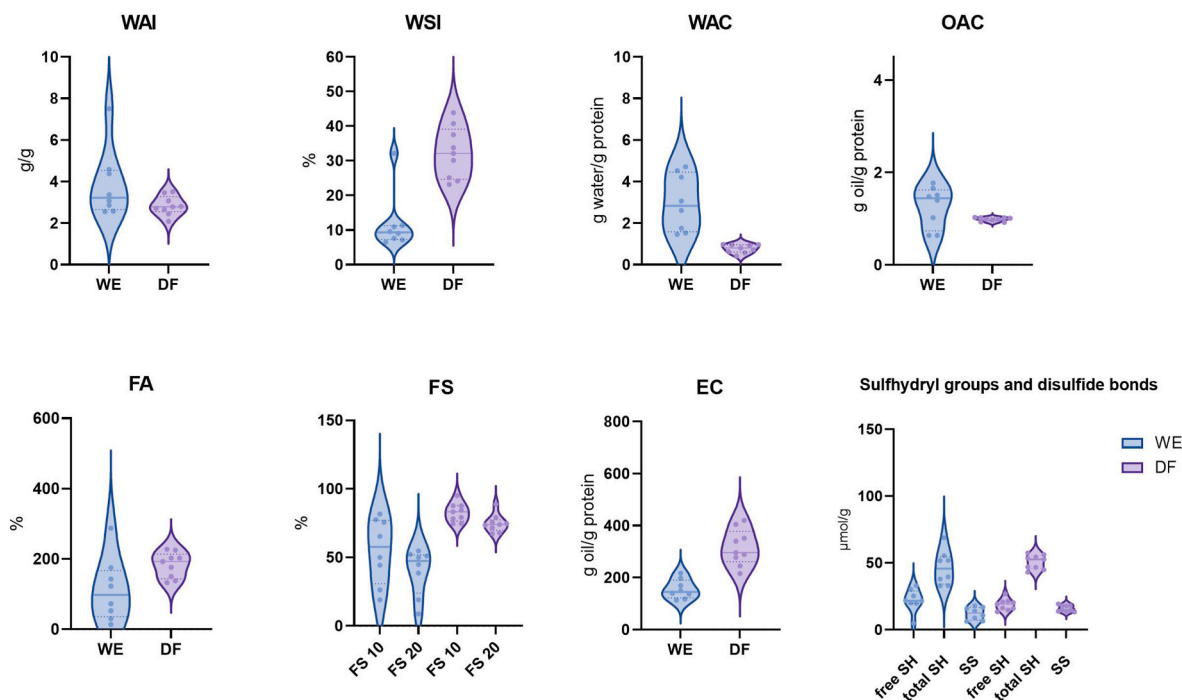 WAI
g/g
10
8
6
4
2
0
WE DF
WSI
%
60
50
40
30
20
10
0
WE DF
WAC
g water/g protein
10
8
6
4
2
0
WE DF
OAC
g oil/g protein
4
2
0
WE DF
FA
%
600
400
200
0
WE DF
FS
%
150
100
50
0
FS 10 FS 20 FS 10 FS 20
EC
g oil/g protein
800
600
400
200
0
WE DF
Sulfhydryl groups and disulfide bonds
µmol/g
150
100
50
0
free SH total SH SS free SH total SH SS
WE
DF